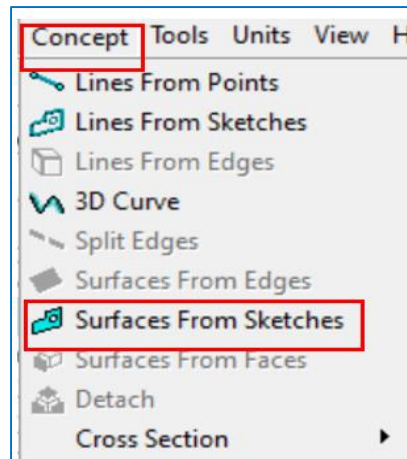 Concept Tools Units View H
Lines From Points
Lines From Sketches
Lines From Edges
3D Curve
Split Edges
Surfaces From Edges
Surfaces From Sketches
Surfaces From Faces
Detach
Cross Section